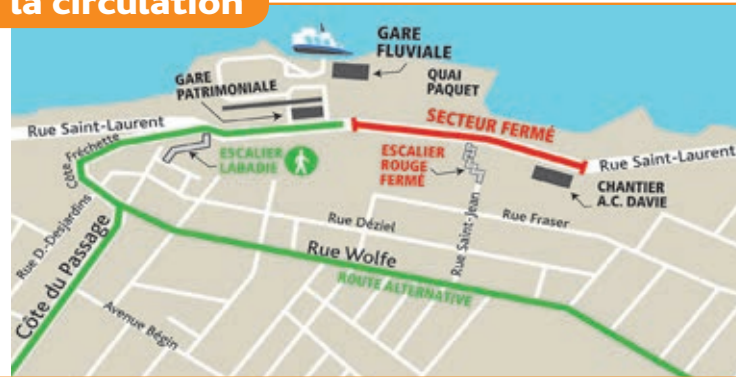 la circulation
GARE
FLUVIALE
QUAI
PAQUET
GARE
PATRIMONIALE
Rue Saint-Laurent
SECTEUR FERMÉ
Rue Saint-Laurent
Côte Fréchette
ESCALIER
LABADIE
ESCALIER
ROUGE
FERMÉ
CHANTIER
A.C. DAVIE
Rue D.-Desjardins
Côte du Passage
Rue Déziel
Rue Saint-Jean
Rue Fraser
Rue Wolfe
ROUTE ALTERNATIVE
Avenue Bégin